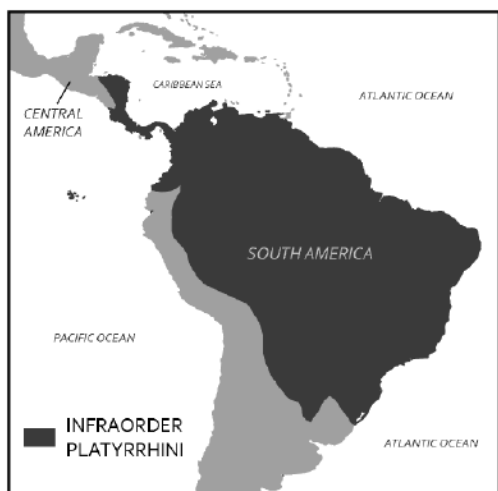 CARIBBEAN SEA
ATLANTIC OCEAN
CENTRAL
AMERICA
SOUTH AMERICA
PACIFIC OCEAN
INFRAORDER
PLATYRRHINI
ATLANTIC OCEAN